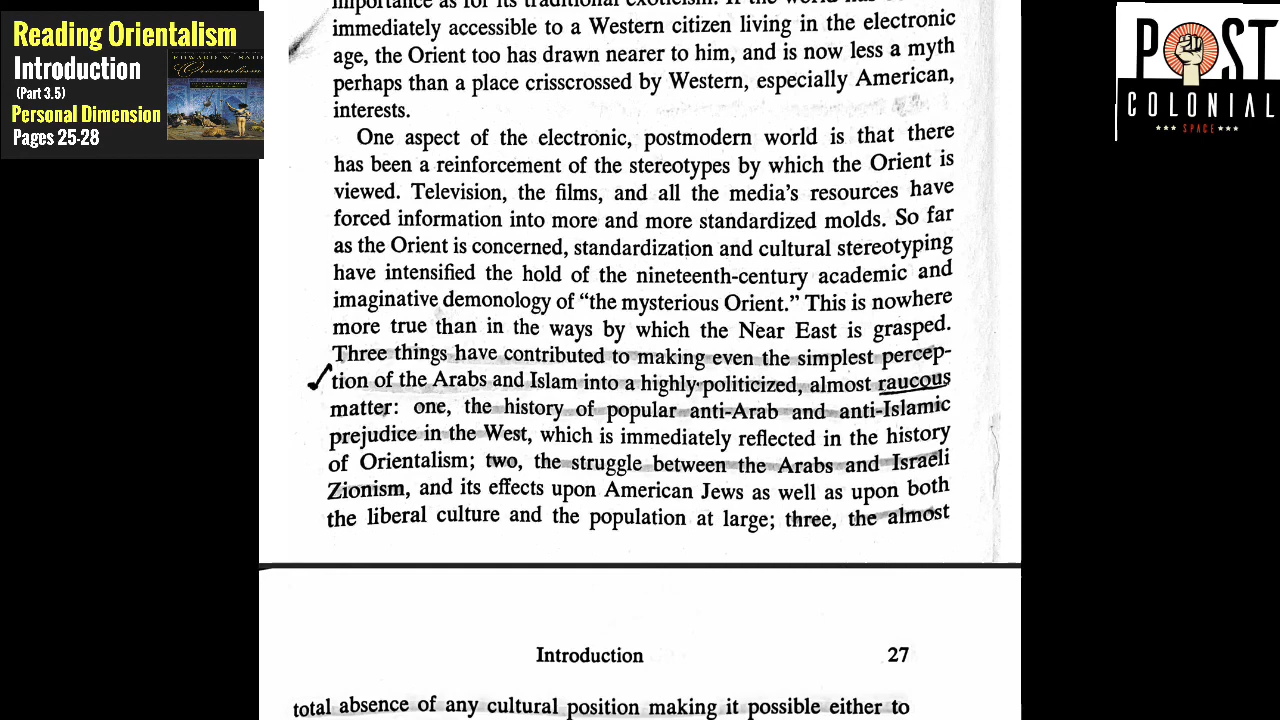 Reading Orientalism
Introduction
(Part 3.5)
Personal Dimension
Pages 25-28
EDWARD W. SAID
Orientalism
POST
COLONIAL
*** SPACE ***
importance as for its traditional exoticism. If the world has
immediately accessible to a Western citizen living in the electronic
age, the Orient too has drawn nearer to him, and is now less a myth
perhaps than a place crisscrossed by Western, especially American,
interests.
One aspect of the electronic, postmodern world is that there
has been a reinforcement of the stereotypes by which the Orient is
viewed. Television, the films, and all the media's resources have
forced information into more and more standardized molds. So far
as the Orient is concerned, standardization and cultural stereotyping
have intensified the hold of the nineteenth-century academic and
imaginative demonology of "the mysterious Orient." This is nowhere
more true than in the ways by which the Near East is grasped.
Three things have contributed to making even the simplest percep-
tion of the Arabs and Islam into a highly politicized, almost raucous
matter: one, the history of popular anti-Arab and anti-Islamic
prejudice in the West, which is immediately reflected in the history
of Orientalism; two, the struggle between the Arabs and Israeli
Zionism, and its effects upon American Jews as well as upon both
the liberal culture and the population at large; three, the almost
Introduction 27
total absence of any cultural position making it possible either to